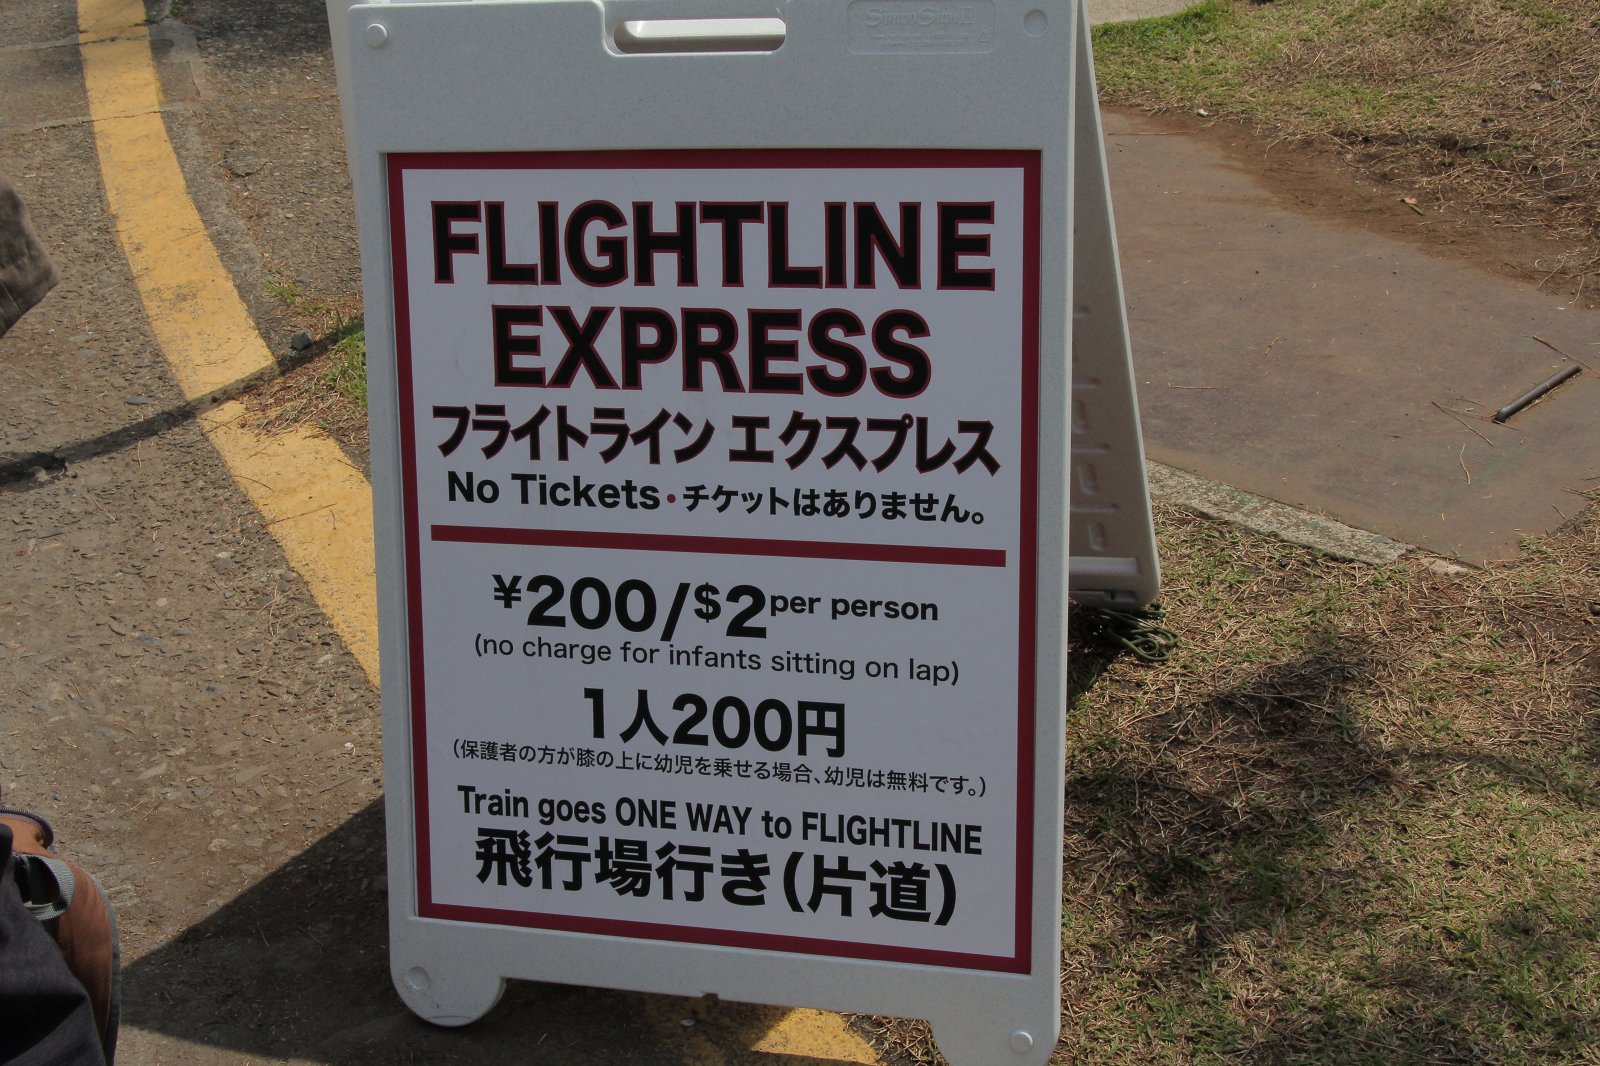 FLIGHTLINE
EXPRESS
フライトライン エクスプレス
No Tickets・チケットはありません。
¥200/$2 per person
(no charge for infants sitting on lap)
1人200円
(保護者の方が膝の上に幼児を乗せる場合、幼児は無料です。)
Train goes ONE WAY to FLIGHTLINE
飛行場行き(片道)